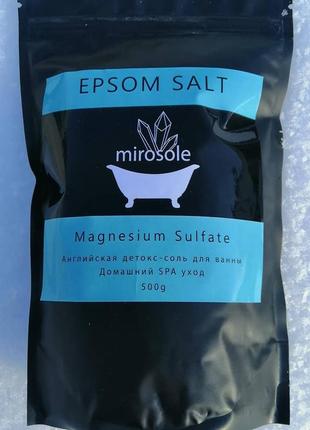 EPSOM SALT
mirosole
Magnesium Sulfate
Английская детокс-соль для ванны
Домашний SPA уход
500g